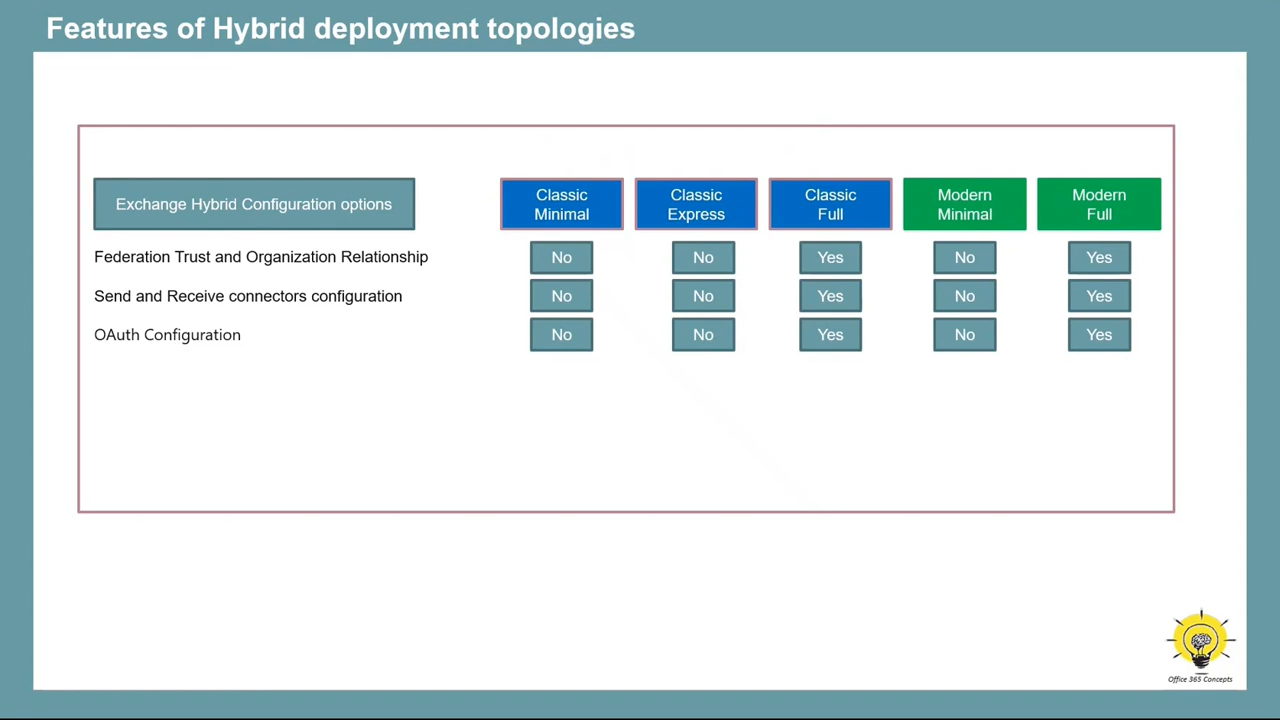 Features of Hybrid deployment topologies
Exchange Hybrid Configuration options
Classic
Minimal
Classic
Express
Classic
Full
Modern
Minimal
Modern
Full
Federation Trust and Organization Relationship No No Yes No Yes
Send and Receive connectors configuration No No Yes No Yes
OAuth Configuration No No Yes No Yes
Office 365 Concepts